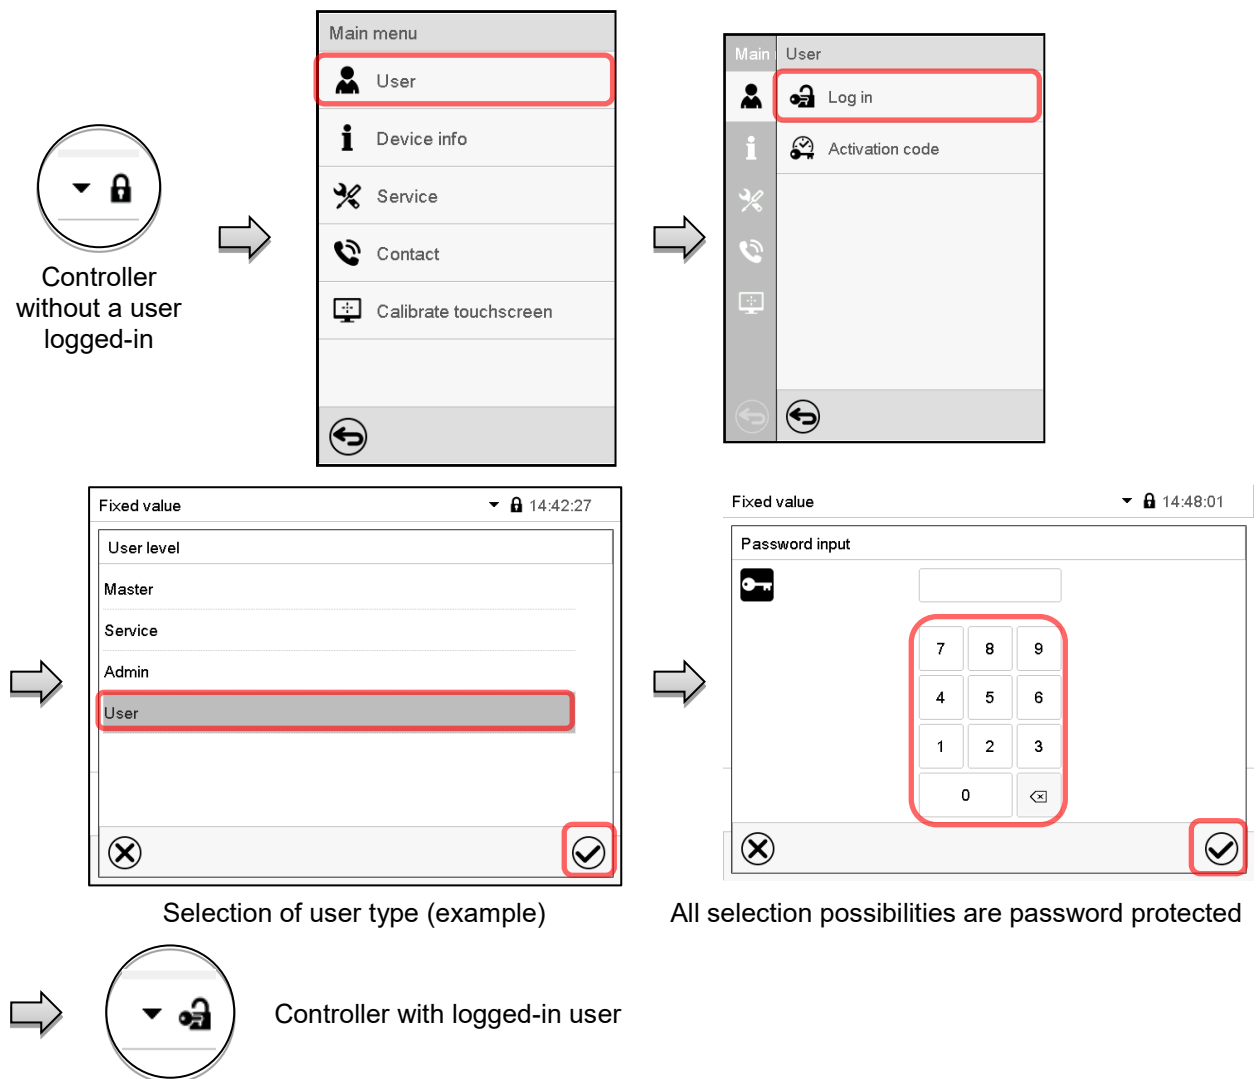 Main menu
User
Device info
Service
Contact
Calibrate touchscreen
Main
User
Log in
Activation code
Controller
without a user
logged-in
Fixed value
14:42:27
User level
Master
Service
Admin
User
Fixed value
14:48:01
Password input
7 8 9
4 5 6
1 2 3
0
Selection of user type (example)
All selection possibilities are password protected
Controller with logged-in user